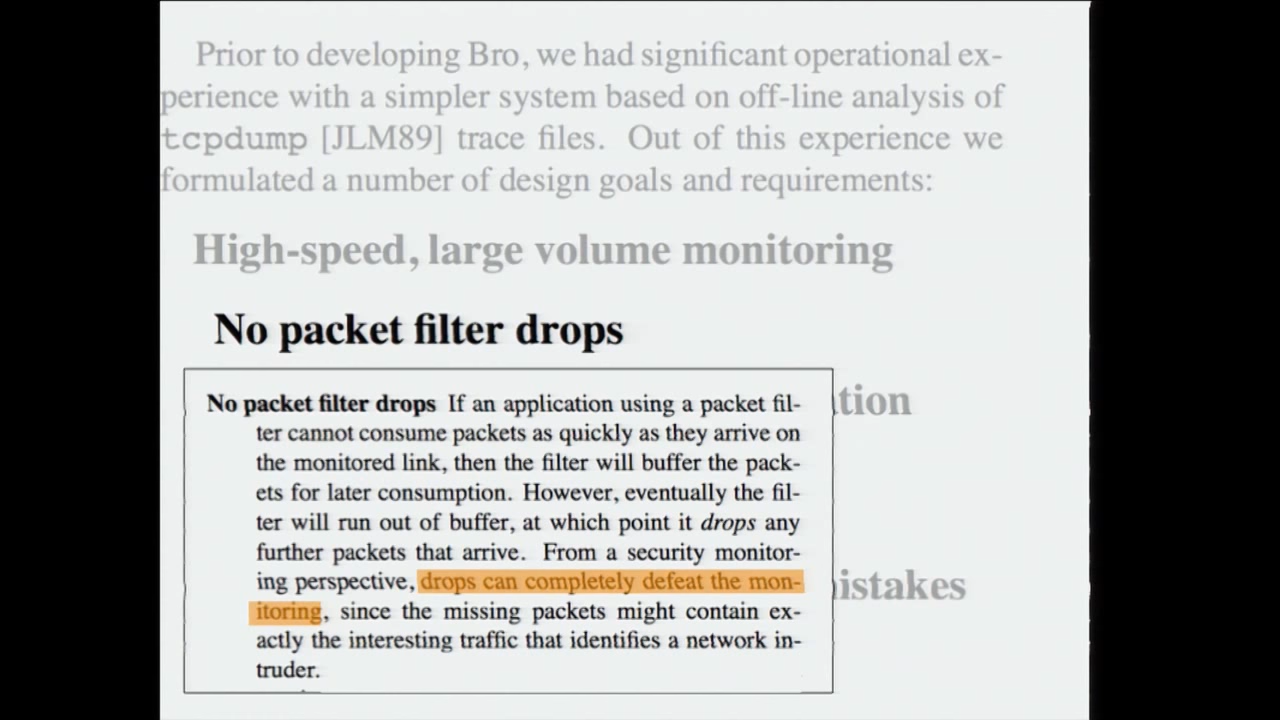 Prior to developing Bro, we had significant operational ex-
perience with a simpler system based on off-line analysis of
tcpdump [JLM89] trace files. Out of this experience we
formulated a number of design goals and requirements:
High-speed, large volume monitoring
No packet filter drops
tion
istakes
No packet filter drops If an application using a packet fil-
ter cannot consume packets as quickly as they arrive on
the monitored link, then the filter will buffer the pack-
ets for later consumption. However, eventually the fil-
ter will run out of buffer, at which point it drops any
further packets that arrive. From a security monitor-
ing perspective, drops can completely defeat the mon-
itoring, since the missing packets might contain ex-
actly the interesting traffic that identifies a network in-
truder.